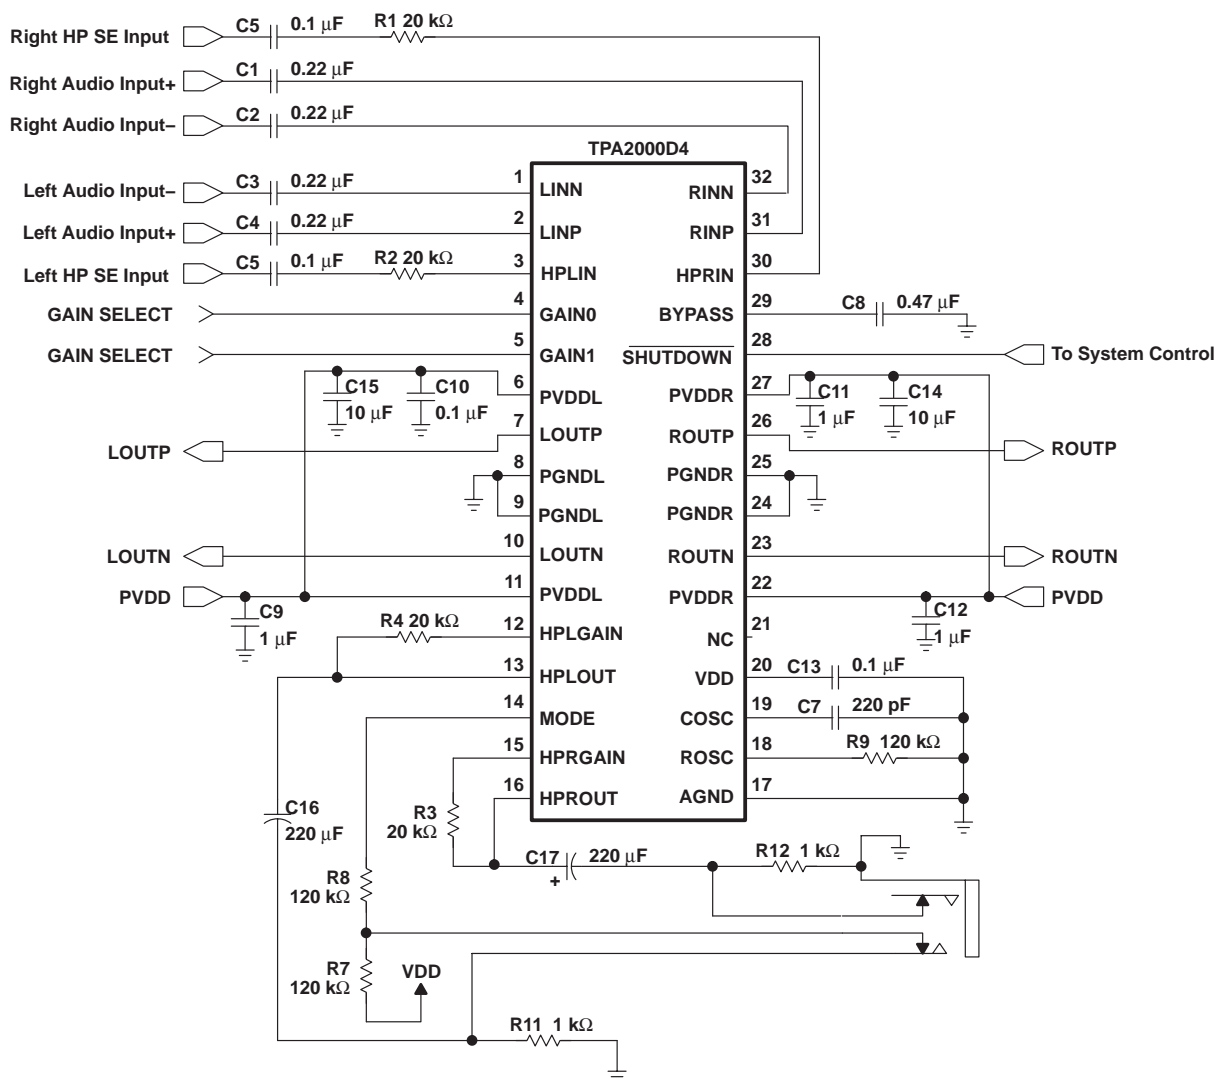 Right HP SE Input C5 0.1 μF R1 20 kΩ
Right Audio Input+ C1 0.22 μF
Right Audio Input– C2 0.22 μF
TPA2000D4
Left Audio Input– C3 0.22 μF 1 LINN RINN 32
Left Audio Input+ C4 0.22 μF 2 LINP RINP 31
Left HP SE Input C5 0.1 μF R2 20 kΩ 3 HPLIN HPRIN 30
GAIN SELECT 4 GAIN0 BYPASS 29 C8 0.47 μF
GAIN SELECT 5 GAIN1 SHUTDOWN 28 To System Control
C15 10 μF C10 0.1 μF 6 PVDDL PVDDR 27 C11 1 μF C14 10 μF
LOUTP 7 LOUTP ROUTP 26 ROUTP
8 PGNDL PGNDR 25
9 PGNDL PGNDR 24
LOUTN 10 LOUTN ROUTN 23 ROUTN
PVDD C9 1 μF 11 PVDDL PVDDR 22 C12 1 μF PVDD
R4 20 kΩ 12 HPLGAIN NC 21
13 HPLOUT VDD 20 C13 0.1 μF
14 MODE COSC 19 C7 220 pF
15 HPRGAIN ROSC 18 R9 120 kΩ
16 HPROUT AGND 17
C16
220 μF
R3
20 kΩ
C17 + 220 μF R12 1 kΩ
R8
120 kΩ
R7
120 kΩ
VDD
R11 1 kΩ